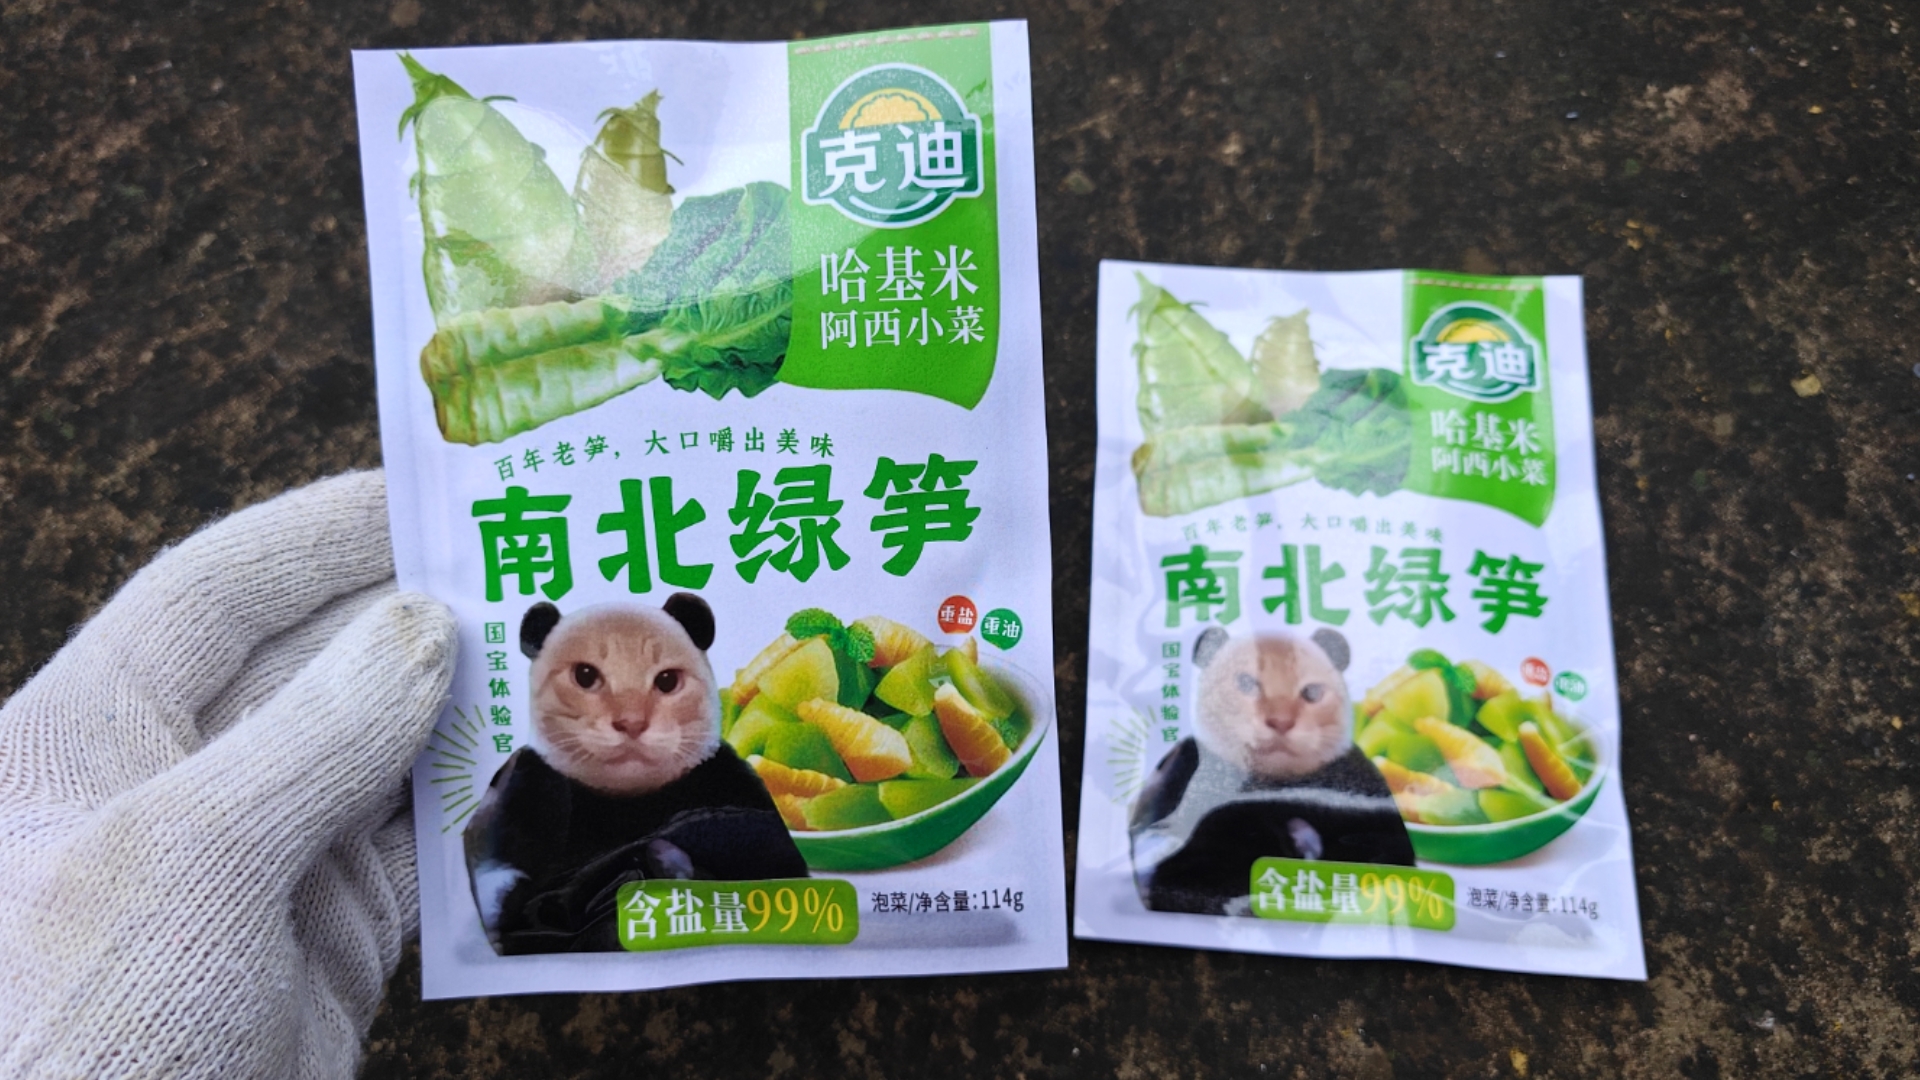 克迪
哈基米
阿西小菜
百年老笋，大口嚼出美味
南北绿笋
国宝体验官
重盐
重油
含盐量99%
泡菜/净含量:114g
克迪
哈基米
阿西小菜
百年老笋，大口嚼出美味
南北绿笋
国宝体验官
重盐
重油
含盐量99%
泡菜/净含量:114g